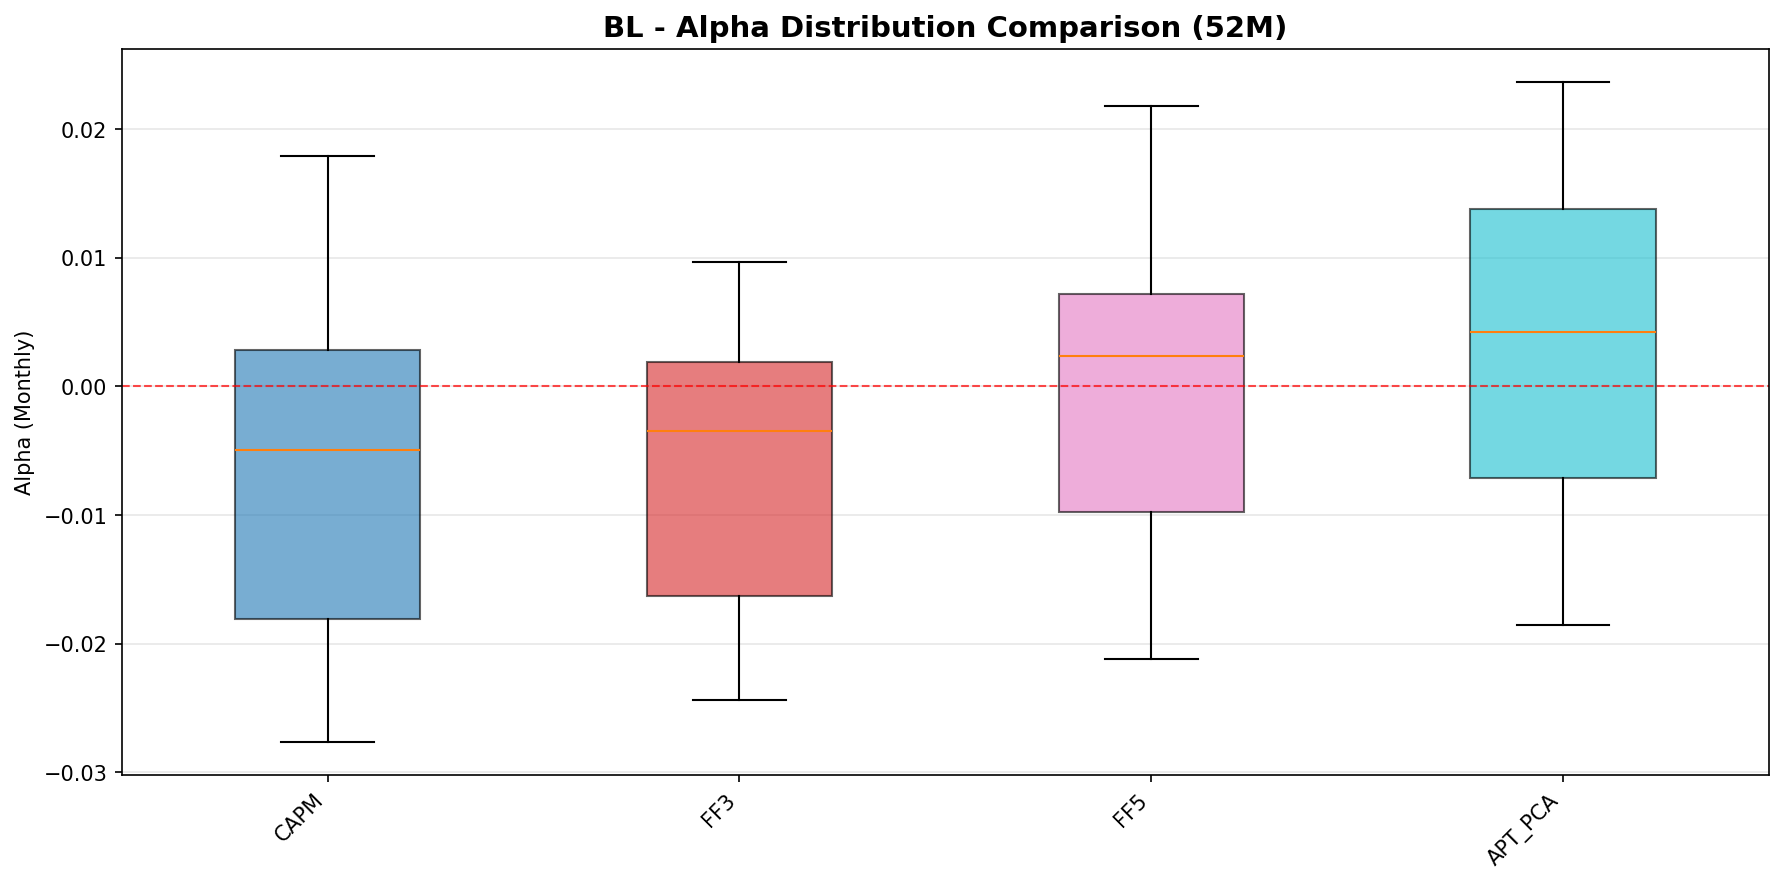 BL - Alpha Distribution Comparison (52M)
Alpha (Monthly)
0.02
0.01
0.00
−0.01
−0.02
−0.03
CAPM
FF3
FF5
APT_PCA